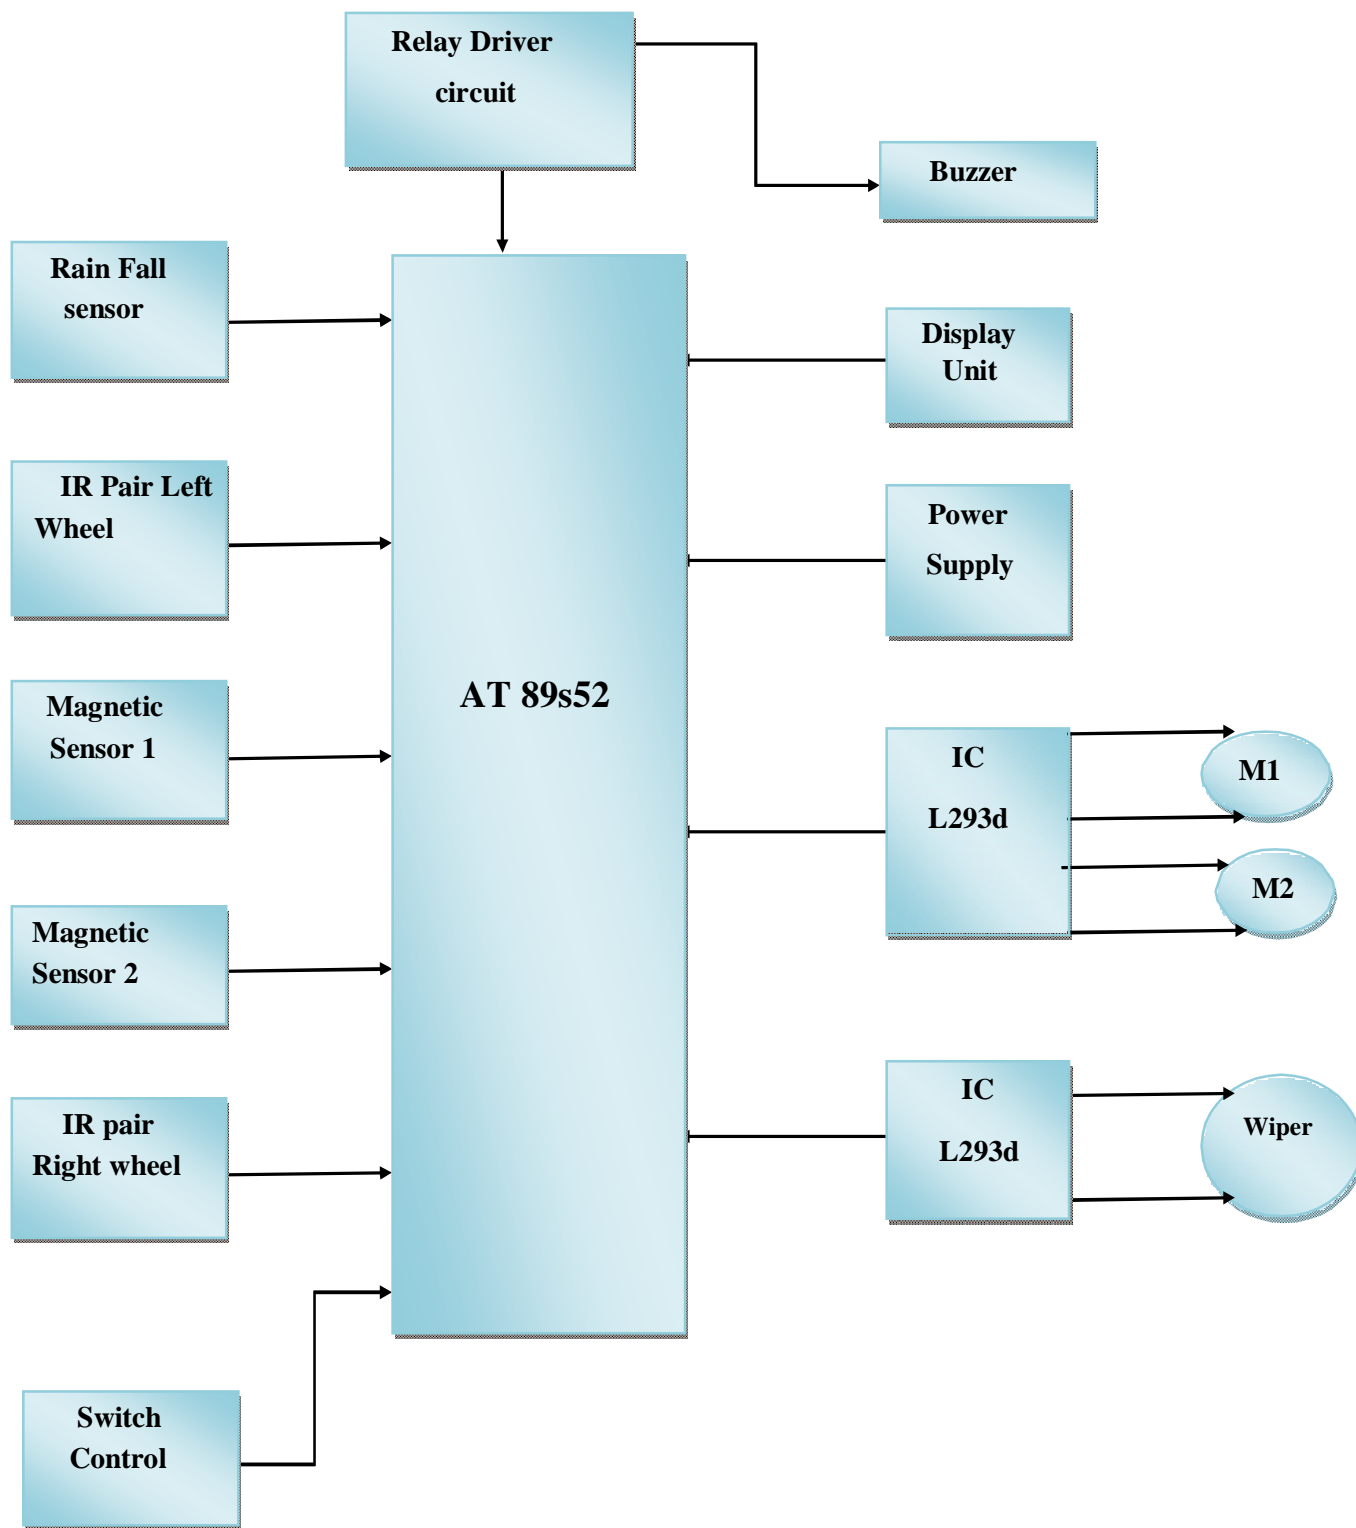 Relay Driver
circuit
Buzzer
Rain Fall
sensor
Display
Unit
IR Pair Left
Wheel
Power
Supply
AT 89s52
Magnetic
Sensor 1
IC
L293d
M1
M2
Magnetic
Sensor 2
IR pair
Right wheel
IC
L293d
Wiper
Switch
Control